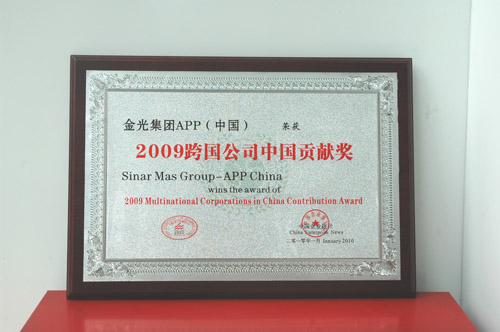 金光集团APP（中国） 荣获
2009跨国公司中国贡献奖
Sinar Mas Group-APP China
wins the award of
2009 Multinational Corporations in China Contribution Award
China Enterprise News
二〇一〇年一月 January 2010